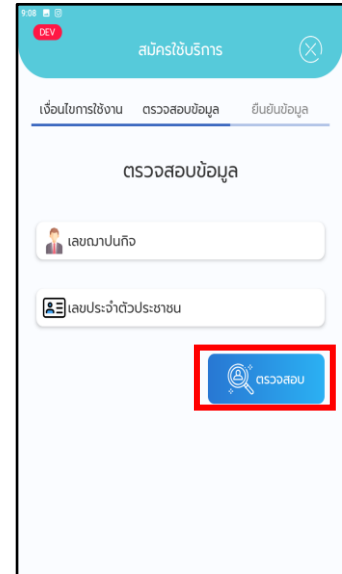 9:08
DEV
สมัครใช้บริการ
เงื่อนไขการใช้งาน ตรวจสอบข้อมูล ยืนยันข้อมูล
ตรวจสอบข้อมูล
เลขฌาปนกิจ
เลขประจำตัวประชาชน
ตรวจสอบ